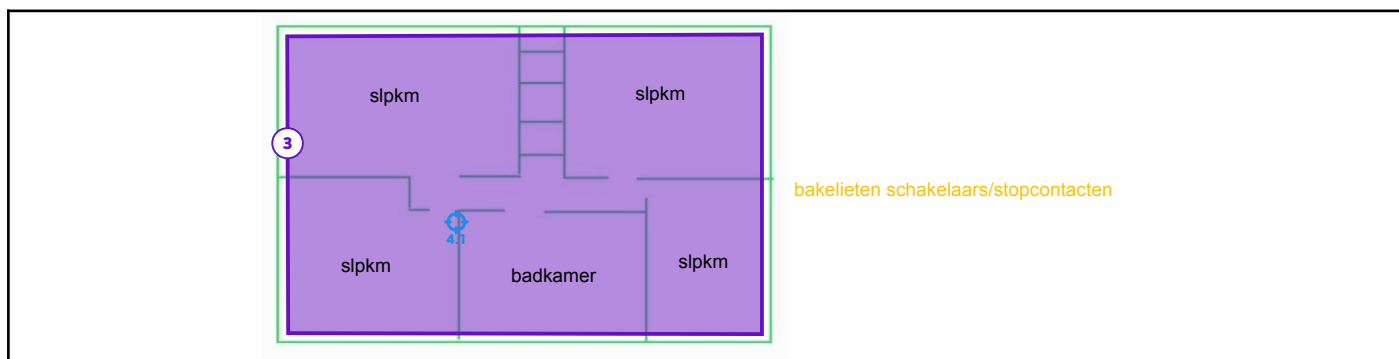 slpkm
slpkm
3
bakelieten schakelaars/stopcontacten
4.1
slpkm
badkamer
slpkm